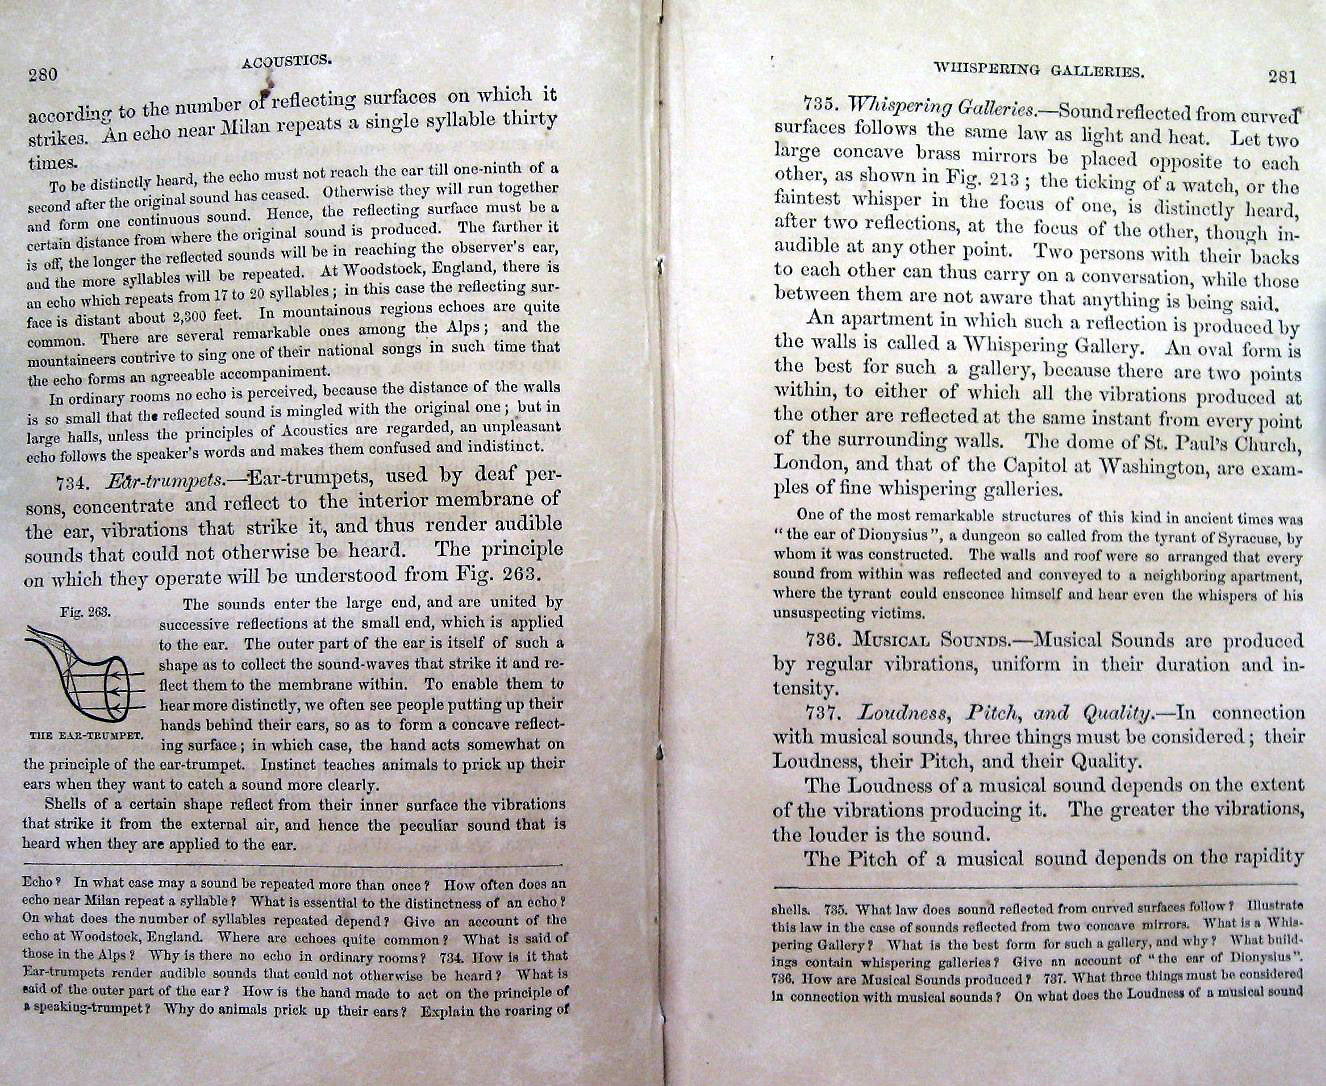 280
ACOUSTICS.
according to the number of reflecting surfaces on which it
strikes. An echo near Milan repeats a single syllable thirty
times.
To be distinctly heard, the echo must not reach the ear till one-ninth of a
second after the original sound has ceased. Otherwise they will run together
and form one continuous sound. Hence, the reflecting surface must be a
certain distance from where the original sound is produced. The farther it
is off, the longer the reflected sounds will be in reaching the observer's ear,
and the more syllables will be repeated. At Woodstock, England, there is
an echo which repeats from 17 to 20 syllables; in this case the reflecting sur-
face is distant about 2,300 feet. In mountainous regions echoes are quite
common. There are several remarkable ones among the Alps; and the
mountaineers contrive to sing one of their national songs in such time that
the echo forms an agreeable accompaniment.
In ordinary rooms no echo is perceived, because the distance of the walls
is so small that the reflected sound is mingled with the original one; but in
large halls, unless the principles of Acoustics are regarded, an unpleasant
echo follows the speaker's words and makes them confused and indistinct.
734. Ear-trumpets.—Ear-trumpets, used by deaf per-
sons, concentrate and reflect to the interior membrane of
the ear, vibrations that strike it, and thus render audible
sounds that could not otherwise be heard. The principle
on which they operate will be understood from Fig. 263.
Fig. 263.
THE EAR-TRUMPET.
The sounds enter the large end, and are united by
successive reflections at the small end, which is applied
to the ear. The outer part of the ear is itself of such a
shape as to collect the sound-waves that strike it and re-
flect them to the membrane within. To enable them to
hear more distinctly, we often see people putting up their
hands behind their ears, so as to form a concave reflect-
ing surface; in which case, the hand acts somewhat on
the principle of the ear-trumpet. Instinct teaches animals to prick up their
ears when they want to catch a sound more clearly.
Shells of a certain shape reflect from their inner surface the vibrations
that strike it from the external air, and hence the peculiar sound that is
heard when they are applied to the ear.
Echo? In what case may a sound be repeated more than once? How often does an
echo near Milan repeat a syllable? What is essential to the distinctness of an echo?
On what does the number of syllables repeated depend? Give an account of the
echo at Woodstock, England. Where are echoes quite common? What is said of
those in the Alps? Why is there no echo in ordinary rooms? 734. How is it that
Ear-trumpets render audible sounds that could not otherwise be heard? What is
said of the outer part of the ear? How is the hand made to act on the principle of
a speaking-trumpet? Why do animals prick up their ears? Explain the roaring of
WHISPERING GALLERIES.
281
735. Whispering Galleries.—Sound reflected from curved
surfaces follows the same law as light and heat. Let two
large concave brass mirrors be placed opposite to each
other, as shown in Fig. 213; the ticking of a watch, or the
faintest whisper in the focus of one, is distinctly heard,
after two reflections, at the focus of the other, though in-
audible at any other point. Two persons with their backs
to each other can thus carry on a conversation, while those
between them are not aware that anything is being said.
An apartment in which such a reflection is produced by
the walls is called a Whispering Gallery. An oval form is
the best for such a gallery, because there are two points
within, to either of which all the vibrations produced at
the other are reflected at the same instant from every point
of the surrounding walls. The dome of St. Paul's Church,
London, and that of the Capitol at Washington, are exam-
ples of fine whispering galleries.
One of the most remarkable structures of this kind in ancient times was
"the ear of Dionysius", a dungeon so called from the tyrant of Syracuse, by
whom it was constructed. The walls and roof were so arranged that every
sound from within was reflected and conveyed to a neighboring apartment,
where the tyrant could ensconce himself and hear even the whispers of his
unsuspecting victims.
736. MUSICAL SOUNDS.—Musical Sounds are produced
by regular vibrations, uniform in their duration and in-
tensity.
737. Loudness, Pitch, and Quality.—In connection
with musical sounds, three things must be considered; their
Loudness, their Pitch, and their Quality.
The Loudness of a musical sound depends on the extent
of the vibrations producing it. The greater the vibrations,
the louder is the sound.
The Pitch of a musical sound depends on the rapidity
shells. 735. What law does sound reflected from curved surfaces follow? Illustrate
this law in the case of sounds reflected from two concave mirrors. What is a Whis-
pering Gallery? What is the best form for such a gallery, and why? What build-
ings contain whispering galleries? Give an account of "the ear of Dionysius".
736. How are Musical Sounds produced? 737. What three things must be considered
in connection with musical sounds? On what does the Loudness of a musical sound